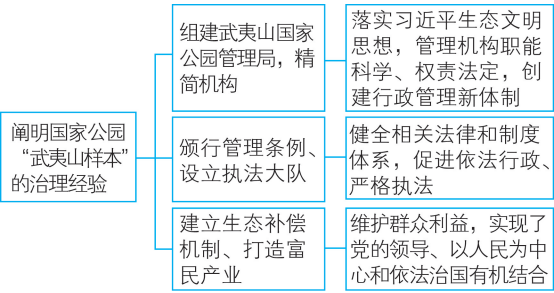 阐明国家公园
“武夷山样本”
的治理经验
组建武夷山国家
公园管理局，精
简机构
落实习近平生态文明
思想，管理机构职能
科学、权责法定，创
建行政管理新体制
颁行管理条例、
设立执法大队
健全相关法律和制度
体系，促进依法行政、
严格执法
建立生态补偿
机制、打造富
民产业
维护群众利益，实现了
党的领导、以人民为中
心和依法治国有机结合